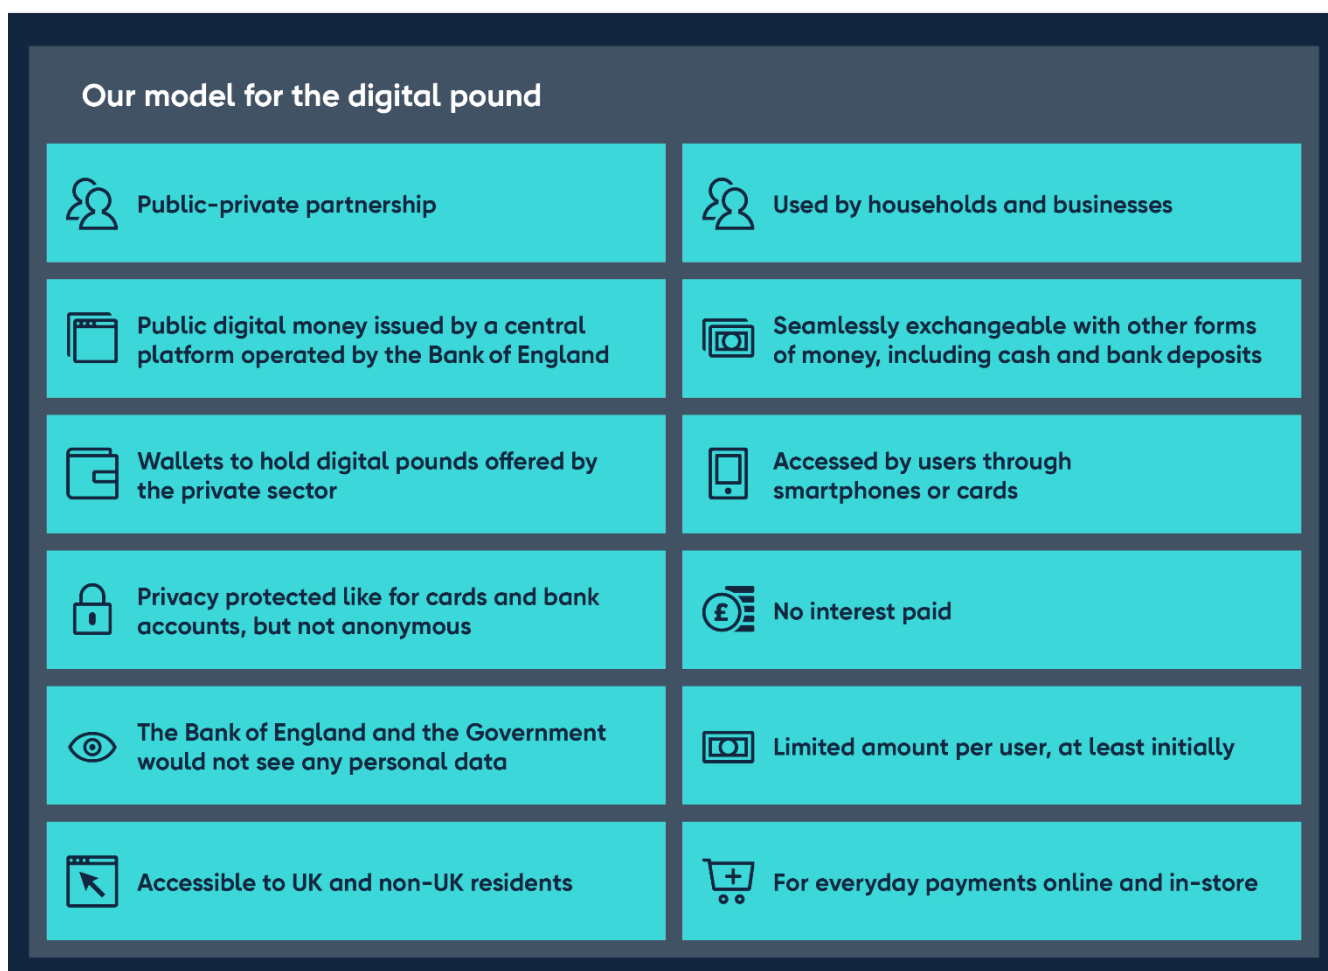 Our model for the digital pound
Public-private partnership
Used by households and businesses
Public digital money issued by a central
platform operated by the Bank of England
Seamlessly exchangeable with other forms
of money, including cash and bank deposits
Wallets to hold digital pounds offered by
the private sector
Accessed by users through
smartphones or cards
Privacy protected like for cards and bank
accounts, but not anonymous
£
No interest paid
The Bank of England and the Government
would not see any personal data
Limited amount per user, at least initially
Accessible to UK and non-UK residents
For everyday payments online and in-store